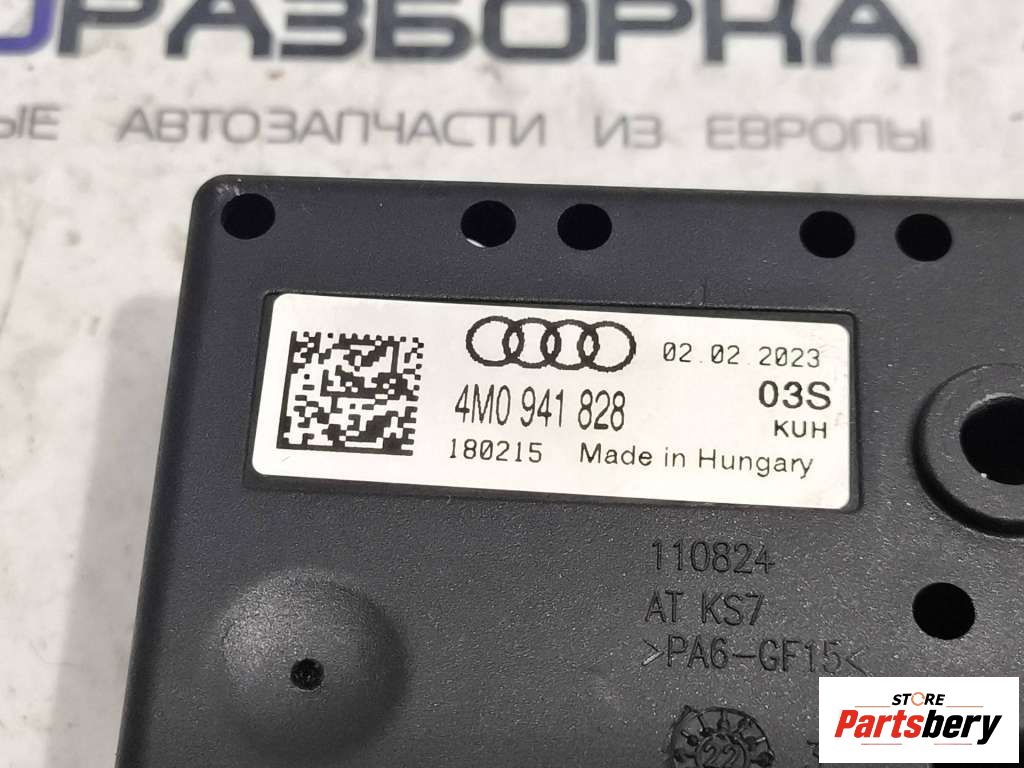 РАЗБОРКА
АВТОЗАПЧАСТИ ИЗ ЕВРОПЫ
02.02.2023
4M0 941 828
03S
KUH
180215 Made in Hungary
110824
AT KS7
>PA6-GF15<
22
STORE
Partsbery